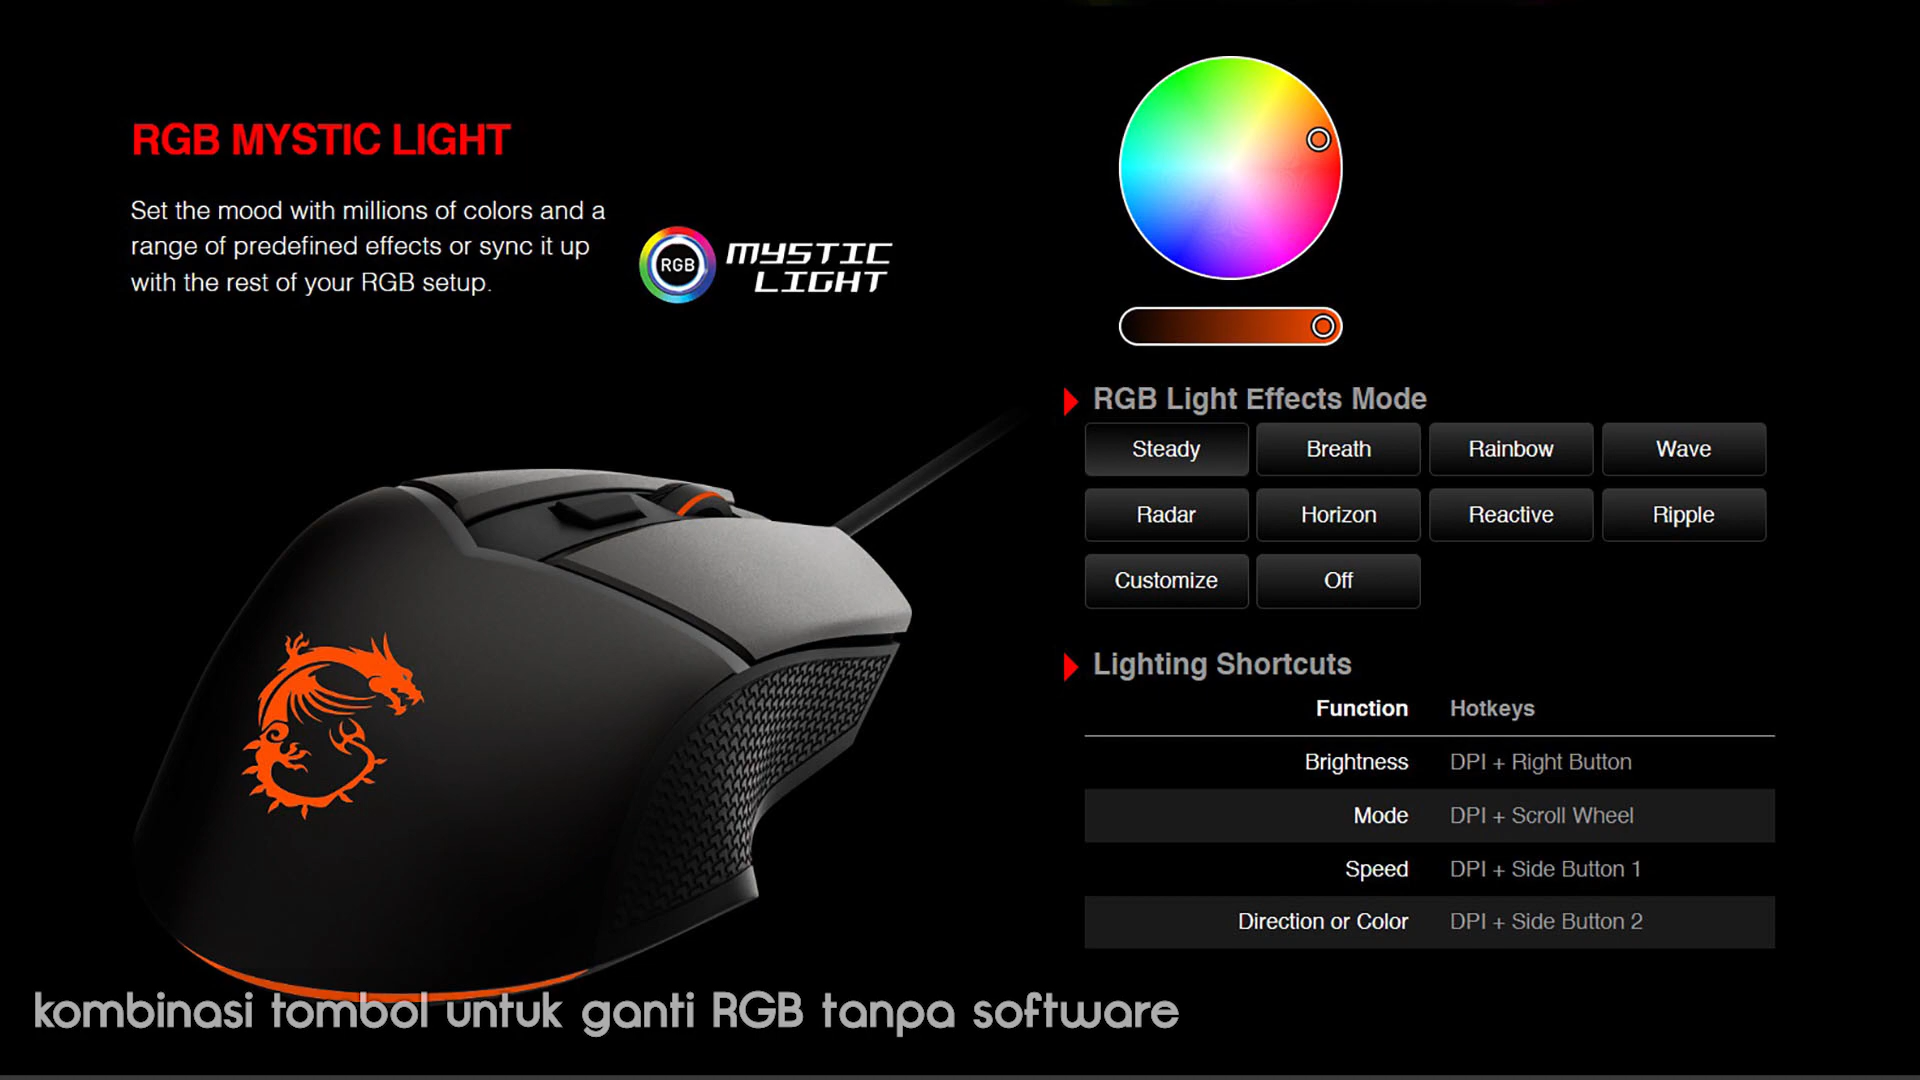 RGB MYSTIC LIGHT
Set the mood with millions of colors and a
range of predefined effects or sync it up
with the rest of your RGB setup.
RGB
MYSTIC
LIGHT
RGB Light Effects Mode
Steady Breath Rainbow Wave
Radar Horizon Reactive Ripple
Customize Off
Lighting Shortcuts
Function Hotkeys
Brightness DPI + Right Button
Mode DPI + Scroll Wheel
Speed DPI + Side Button 1
Direction or Color DPI + Side Button 2
kombinasi tombol untuk ganti RGB tanpa software